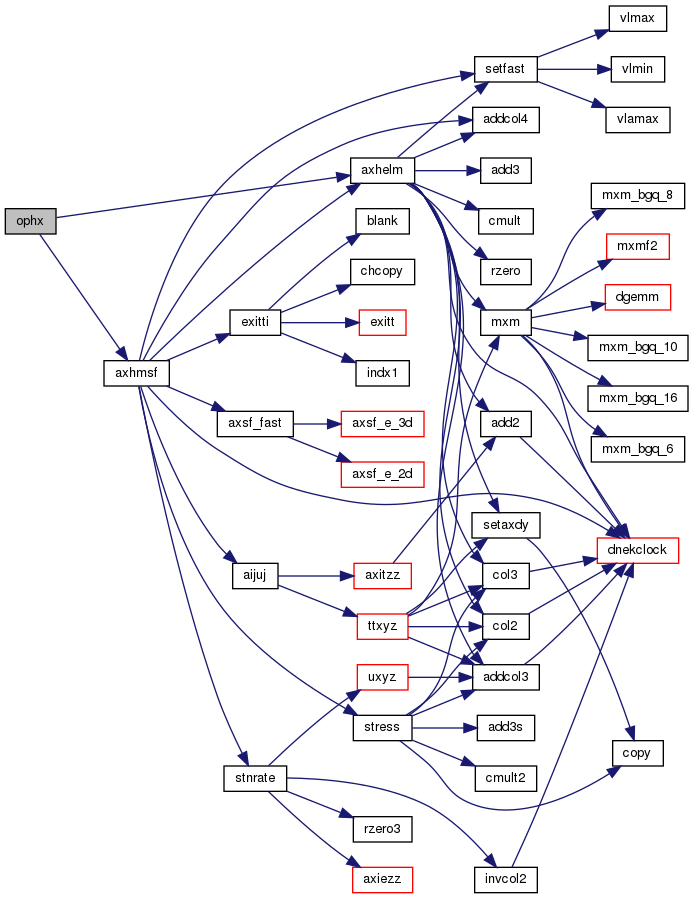 vlmax
setfast
vlmin
addcol4
vlamax
axhelm
add3
mxm_bgq_8
ophx
blank
cmult
mxmf2
chcopy
rzero
dgemm
exitti
exitt
mxm
mxm_bgq_10
axhmsf
indx1
mxm_bgq_16
axsf_fast
axsf_e_3d
add2
mxm_bgq_6
axsf_e_2d
setaxdy
dnekclock
aijuj
axitzz
col3
ttxyz
col2
uxyz
addcol3
stress
add3s
copy
stnrate
cmult2
rzero3
axiezz
invcol2